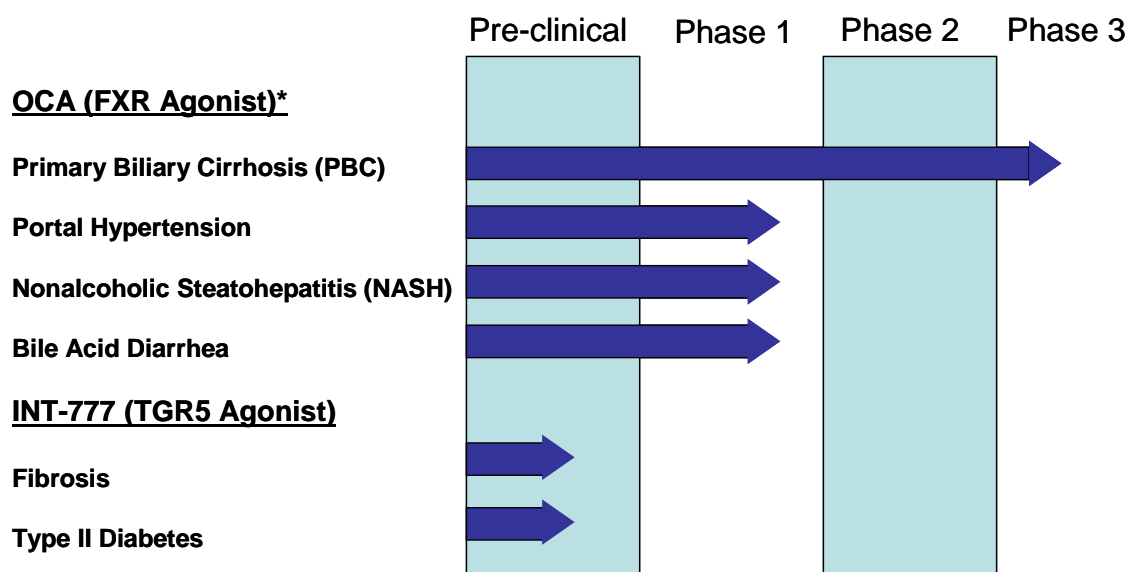 Pre-clinical Phase 1 Phase 2 Phase 3
OCA (FXR Agonist)*
Primary Biliary Cirrhosis (PBC)
Portal Hypertension
Nonalcoholic Steatohepatitis (NASH)
Bile Acid Diarrhea
INT-777 (TGR5 Agonist)
Fibrosis
Type II Diabetes